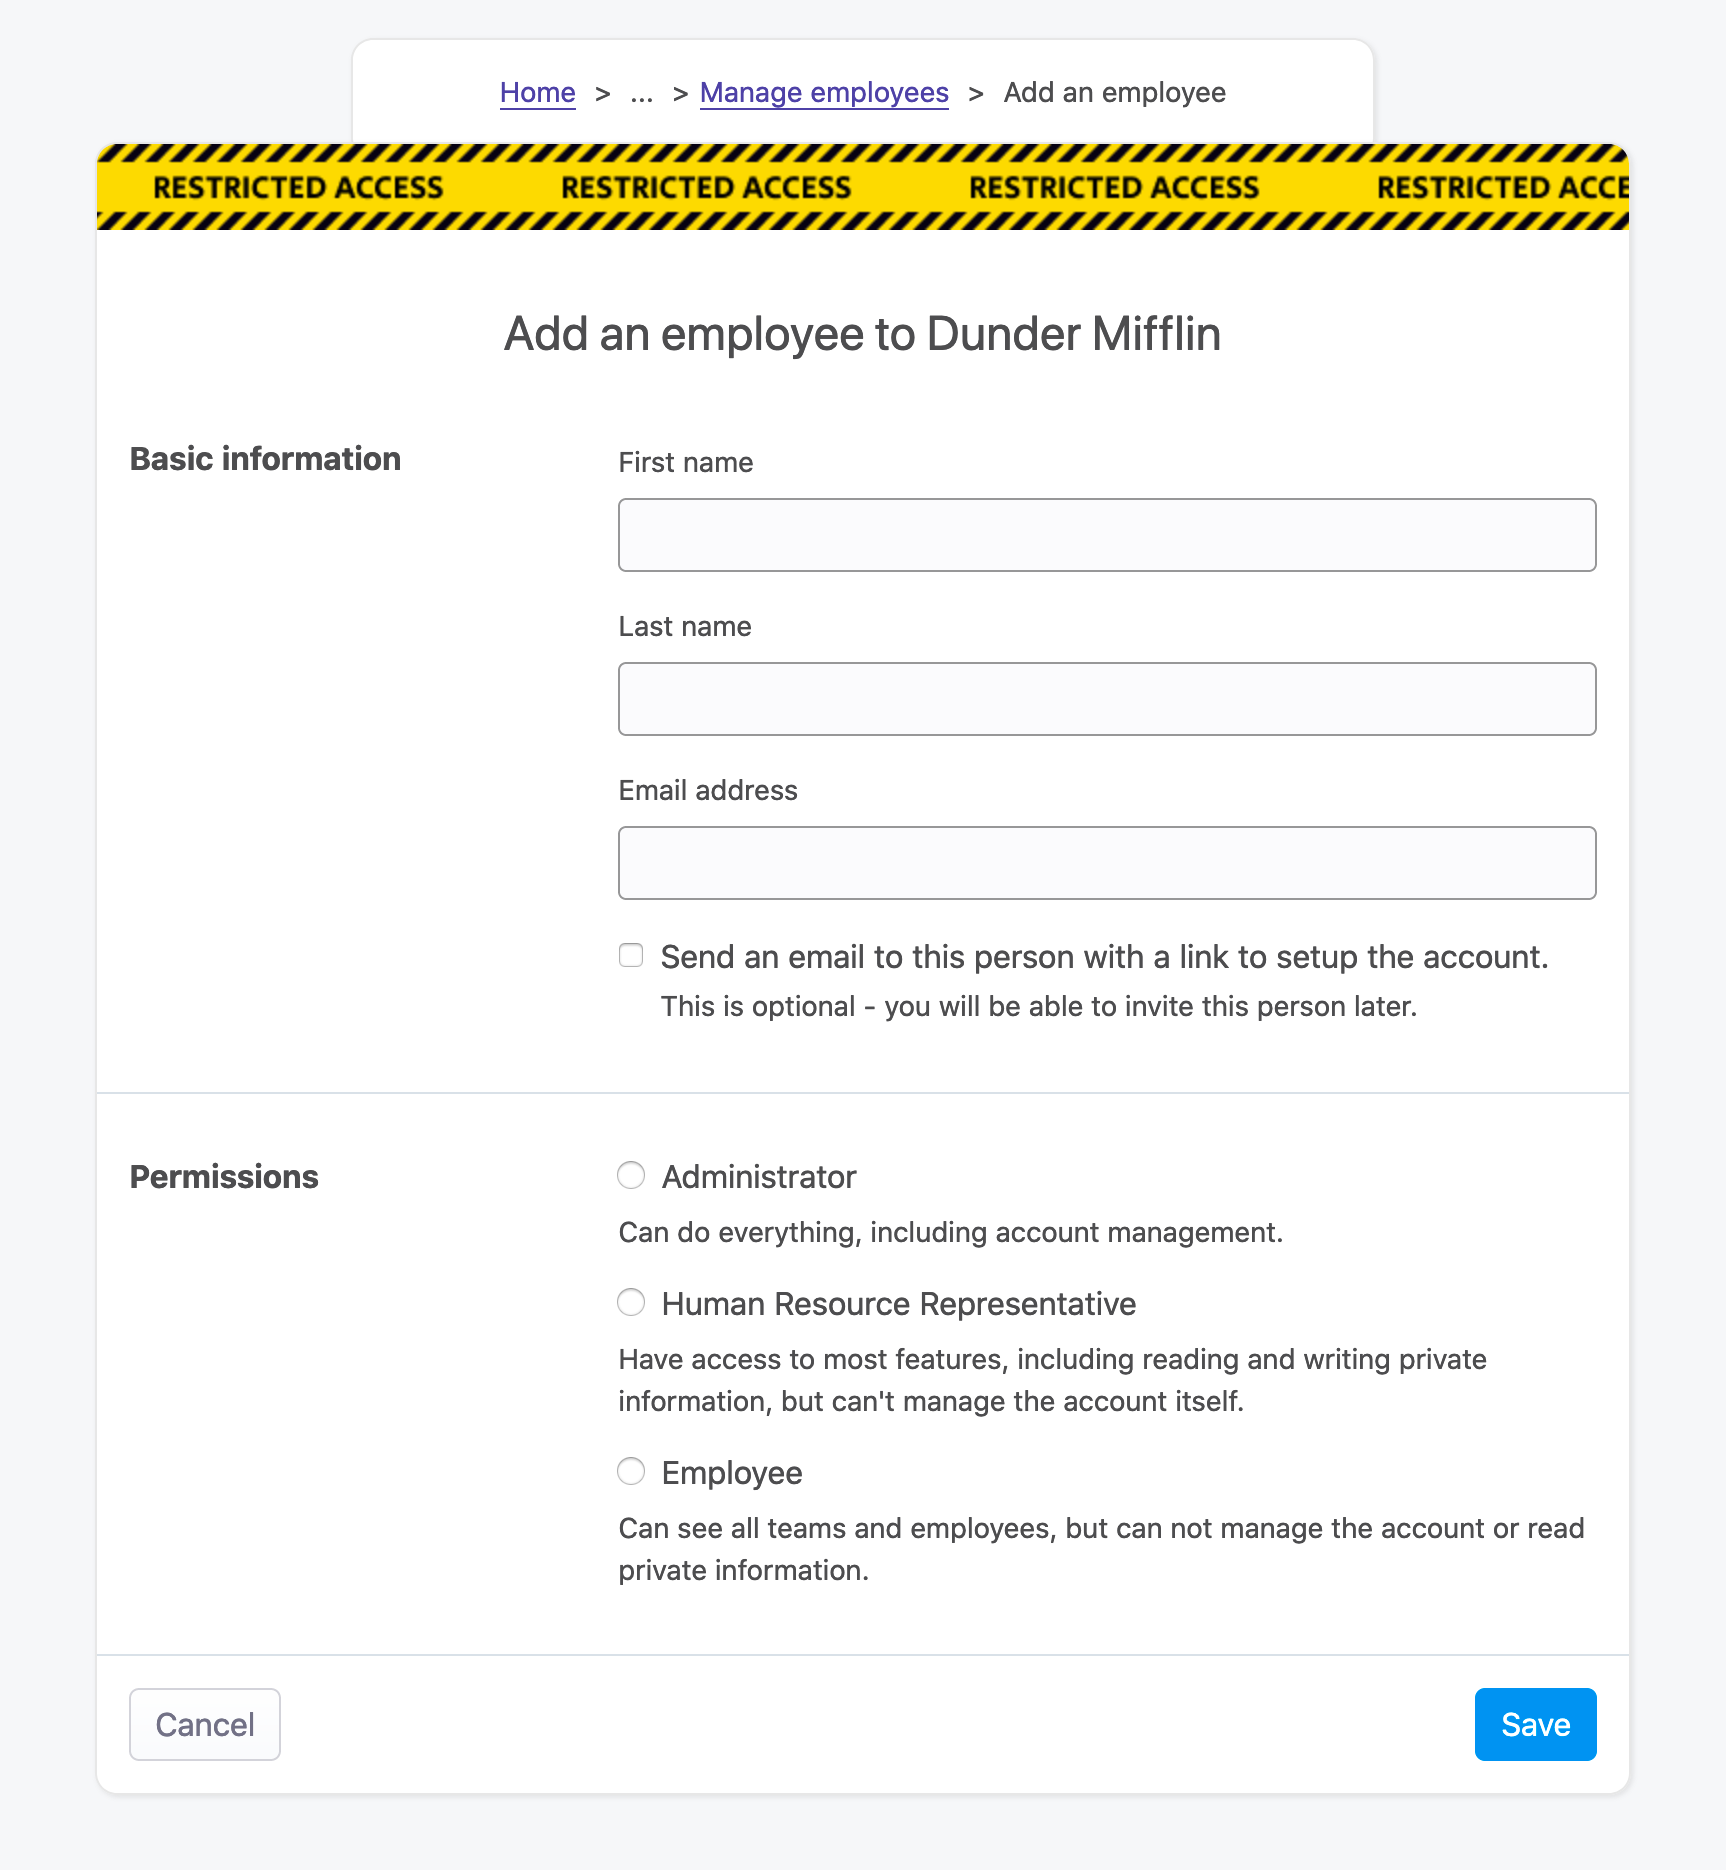 Home > ... > Manage employees > Add an employee
RESTRICTED ACCESS RESTRICTED ACCESS RESTRICTED ACCESS RESTRICTED ACCE
Add an employee to Dunder Mifflin
Basic information
First name
Last name
Email address
Send an email to this person with a link to setup the account.
This is optional - you will be able to invite this person later.
Permissions
Administrator
Can do everything, including account management.
Human Resource Representative
Have access to most features, including reading and writing private
information, but can't manage the account itself.
Employee
Can see all teams and employees, but can not manage the account or read
private information.
Cancel
Save